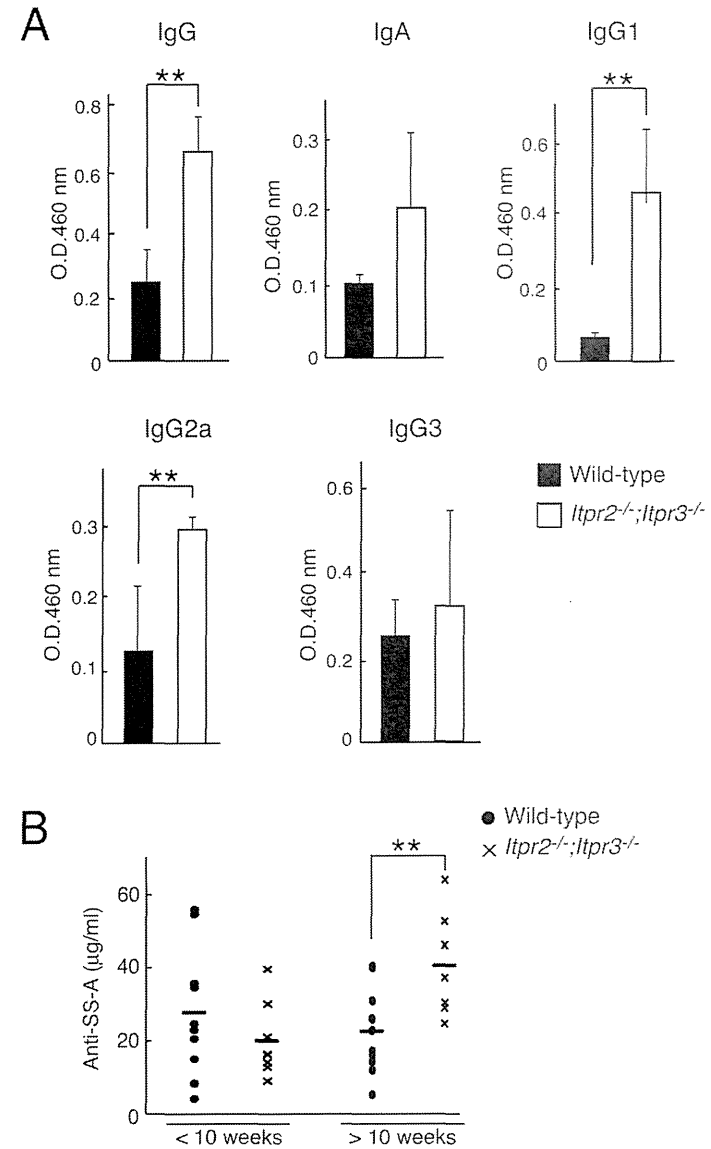 A
IgG
IgA
IgG1
**
O.D.460 nm
0.8
0.6
0.4
0.2
0
O.D.460 nm
0.3
0.2
0.1
0
**
O.D.460 nm
0.6
0.4
0.2
0
IgG2a
IgG3
**
O.D.460 nm
0.3
0.2
0.1
0
O.D.460 nm
0.6
0.4
0.2
0
Wild-type
Itpr2-/-;Itpr3-/-
B
Wild-type
Itpr2-/-;Itpr3-/-
**
Anti-SS-A (µg/ml)
60
40
20
0
< 10 weeks
> 10 weeks